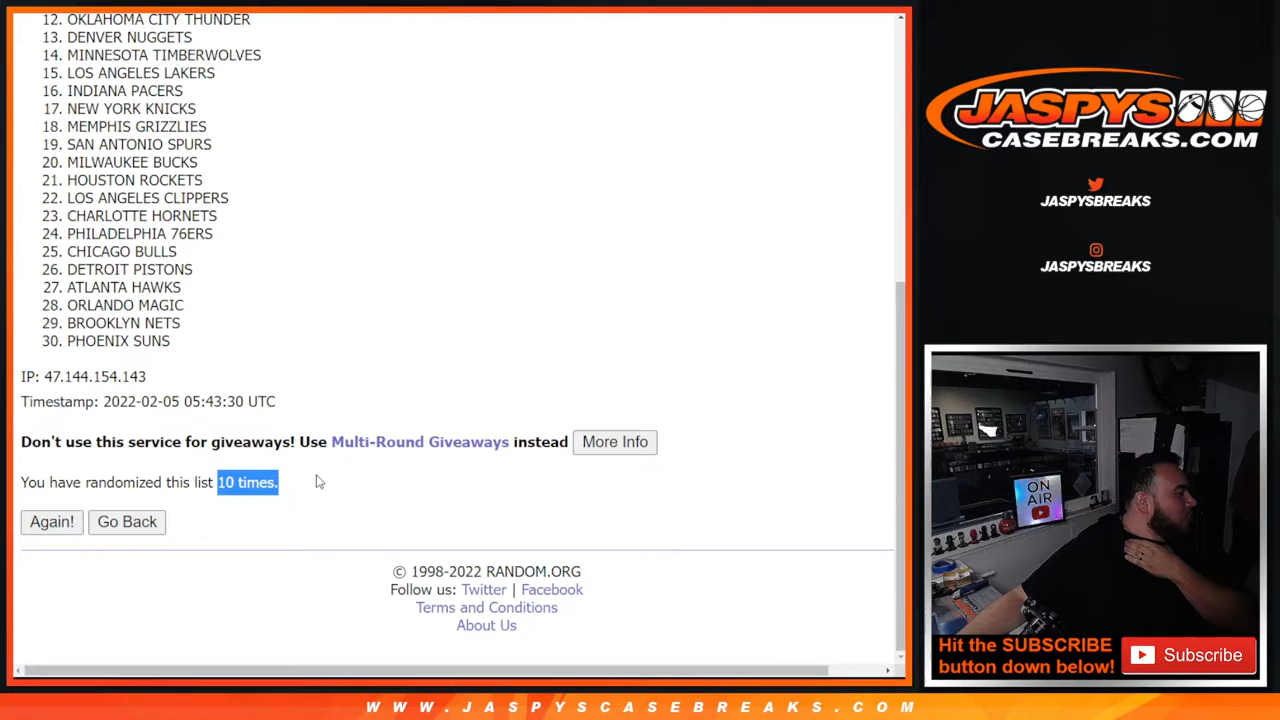 12. OKLAHOMA CITY THUNDER
13. DENVER NUGGETS
14. MINNESOTA TIMBERWOLVES
15. LOS ANGELES LAKERS
16. INDIANA PACERS
17. NEW YORK KNICKS
18. MEMPHIS GRIZZLIES
19. SAN ANTONIO SPURS
20. MILWAUKEE BUCKS
21. HOUSTON ROCKETS
22. LOS ANGELES CLIPPERS
23. CHARLOTTE HORNETS
24. PHILADELPHIA 76ERS
25. CHICAGO BULLS
26. DETROIT PISTONS
27. ATLANTA HAWKS
28. ORLANDO MAGIC
29. BROOKLYN NETS
30. PHOENIX SUNS
IP: 47.144.154.143
Timestamp: 2022-02-05 05:43:30 UTC
Don't use this service for giveaways! Use Multi-Round Giveaways instead More Info
You have randomized this list 10 times.
Again! Go Back
© 1998-2022 RANDOM.ORG
Follow us: Twitter | Facebook
Terms and Conditions
About Us
JASPYS
CASEBREAKS.COM
JASPYSBREAKS
JASPYSBREAKS
ON
AIR
Hit the SUBSCRIBE
button down below!
Subscribe
WWW.JASPYSCASEBREAKS.COM